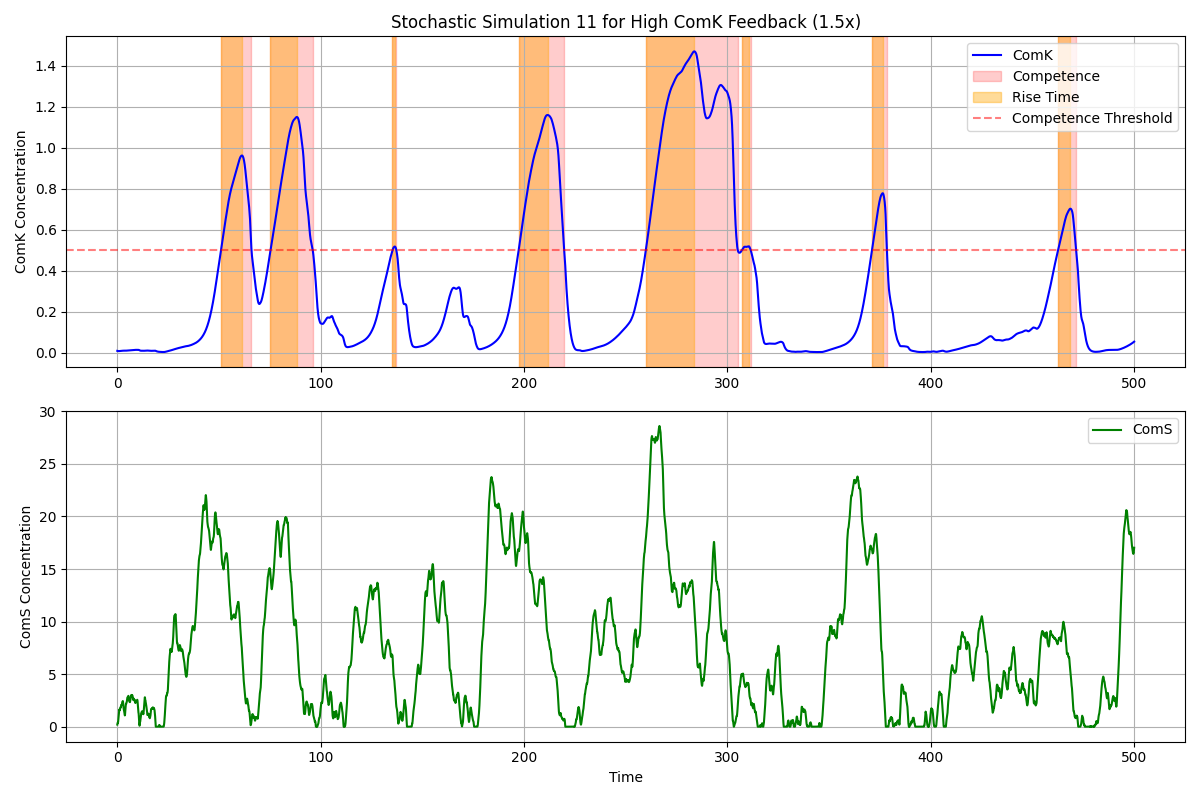 Stochastic Simulation 11 for High ComK Feedback (1.5x)
ComK Concentration
1.4
1.2
1.0
0.8
0.6
0.4
0.2
0.0
ComK
Competence
Rise Time
Competence Threshold
0 100 200 300 400 500
ComS Concentration
30
25
20
15
10
5
0
ComS
0 100 200 300 400 500
Time